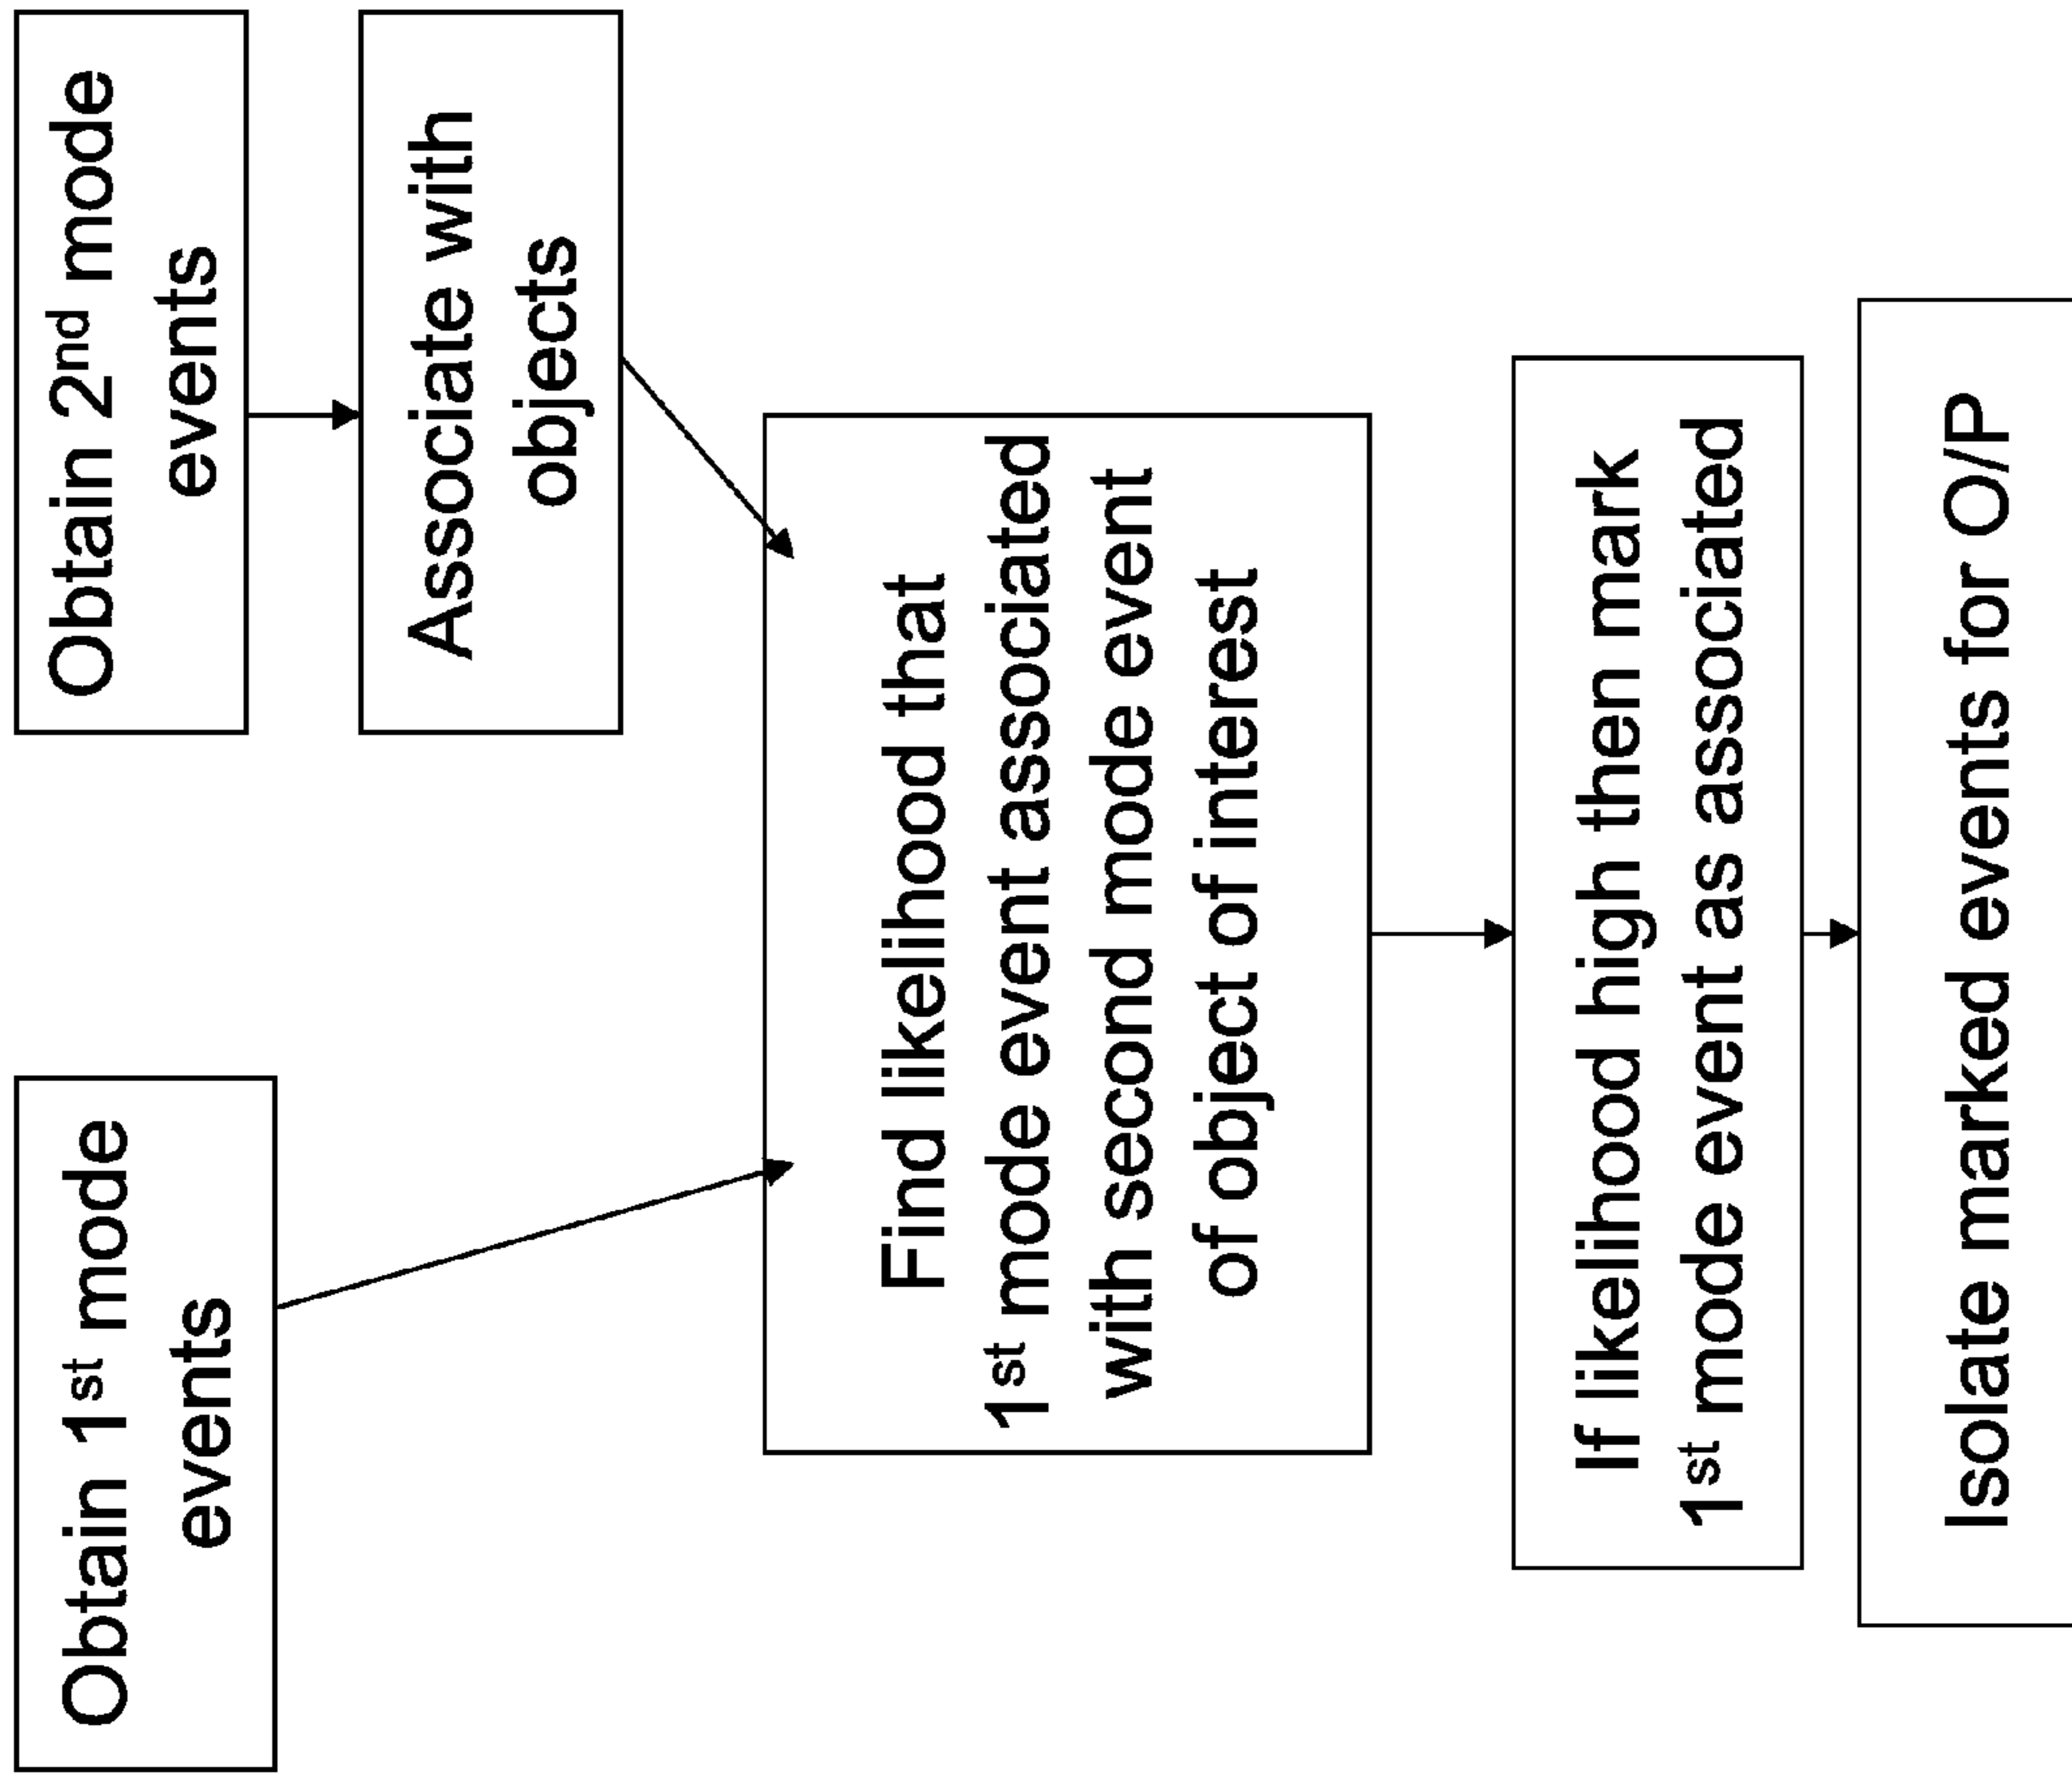 Obtain 1st mode
events
Obtain 2nd mode
events
Associate with
objects
Find likelihood that
1st mode event associated
with second mode event
of object of interest
If likelihood high then mark
1st mode event as associated
Isolate marked events for O/P